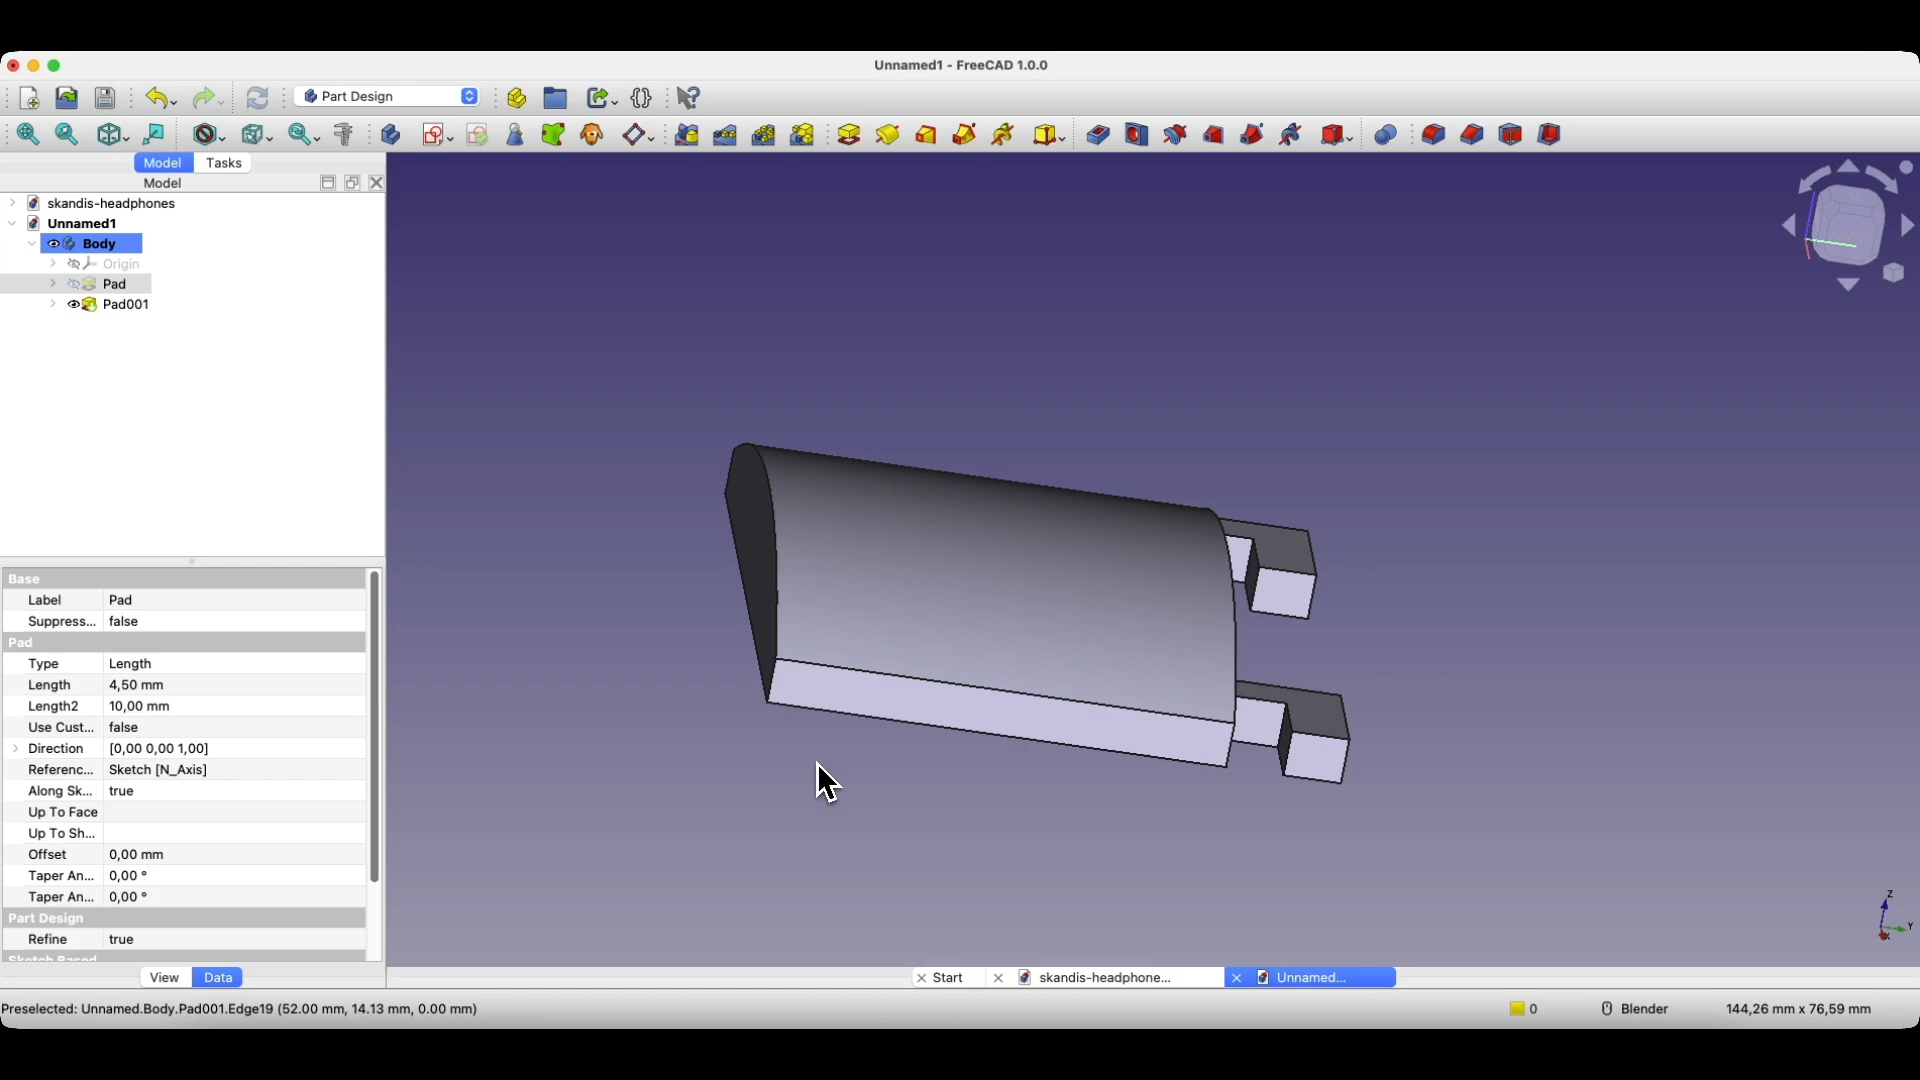 Unnamed1 - FreeCAD 1.0.0
Part Design
Model
Tasks
Model
skandis-headphones
Unnamed1
Body
Origin
Pad
Pad001
Base
Label Pad
Suppress... false
Pad
Type Length
Length 4,50 mm
Length2 10,00 mm
Use Cust... false
Direction [0,00 0,00 1,00]
Referenc... Sketch [N_Axis]
Along Sk... true
Up To Face
Up To Sh...
Offset 0,00 mm
Taper An... 0,00 °
Taper An... 0,00 °
Part Design
Refine true
Sketch Based
View
Data
Start
skandis-headphone...
Unnamed...
Z
Y
X
Preselected: Unnamed.Body.Pad001.Edge19 (52.00 mm, 14.13 mm, 0.00 mm)
0
Blender
144,26 mm x 76,59 mm